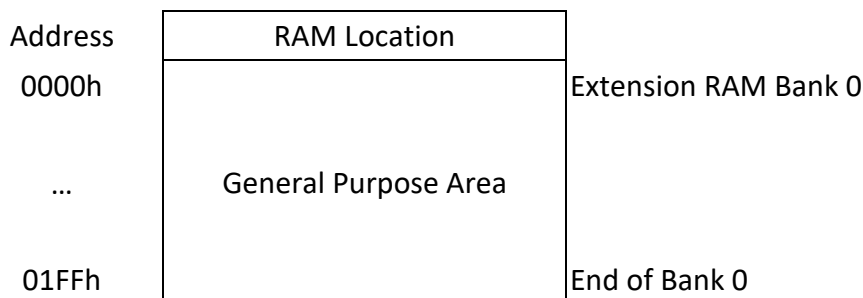 Address RAM Location
0000h Extension RAM Bank 0
… General Purpose Area
01FFh End of Bank 0